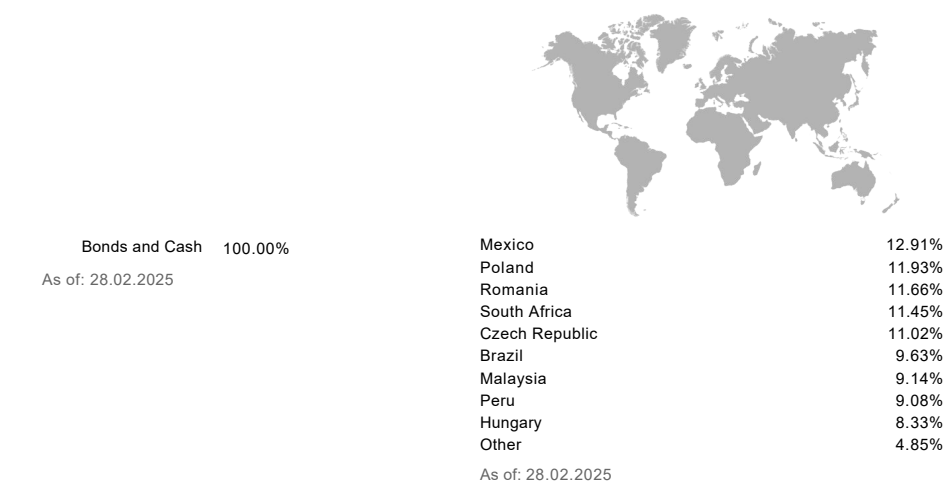 Bonds and Cash 100.00%
As of: 28.02.2025
Mexico 12.91%
Poland 11.93%
Romania 11.66%
South Africa 11.45%
Czech Republic 11.02%
Brazil 9.63%
Malaysia 9.14%
Peru 9.08%
Hungary 8.33%
Other 4.85%
As of: 28.02.2025